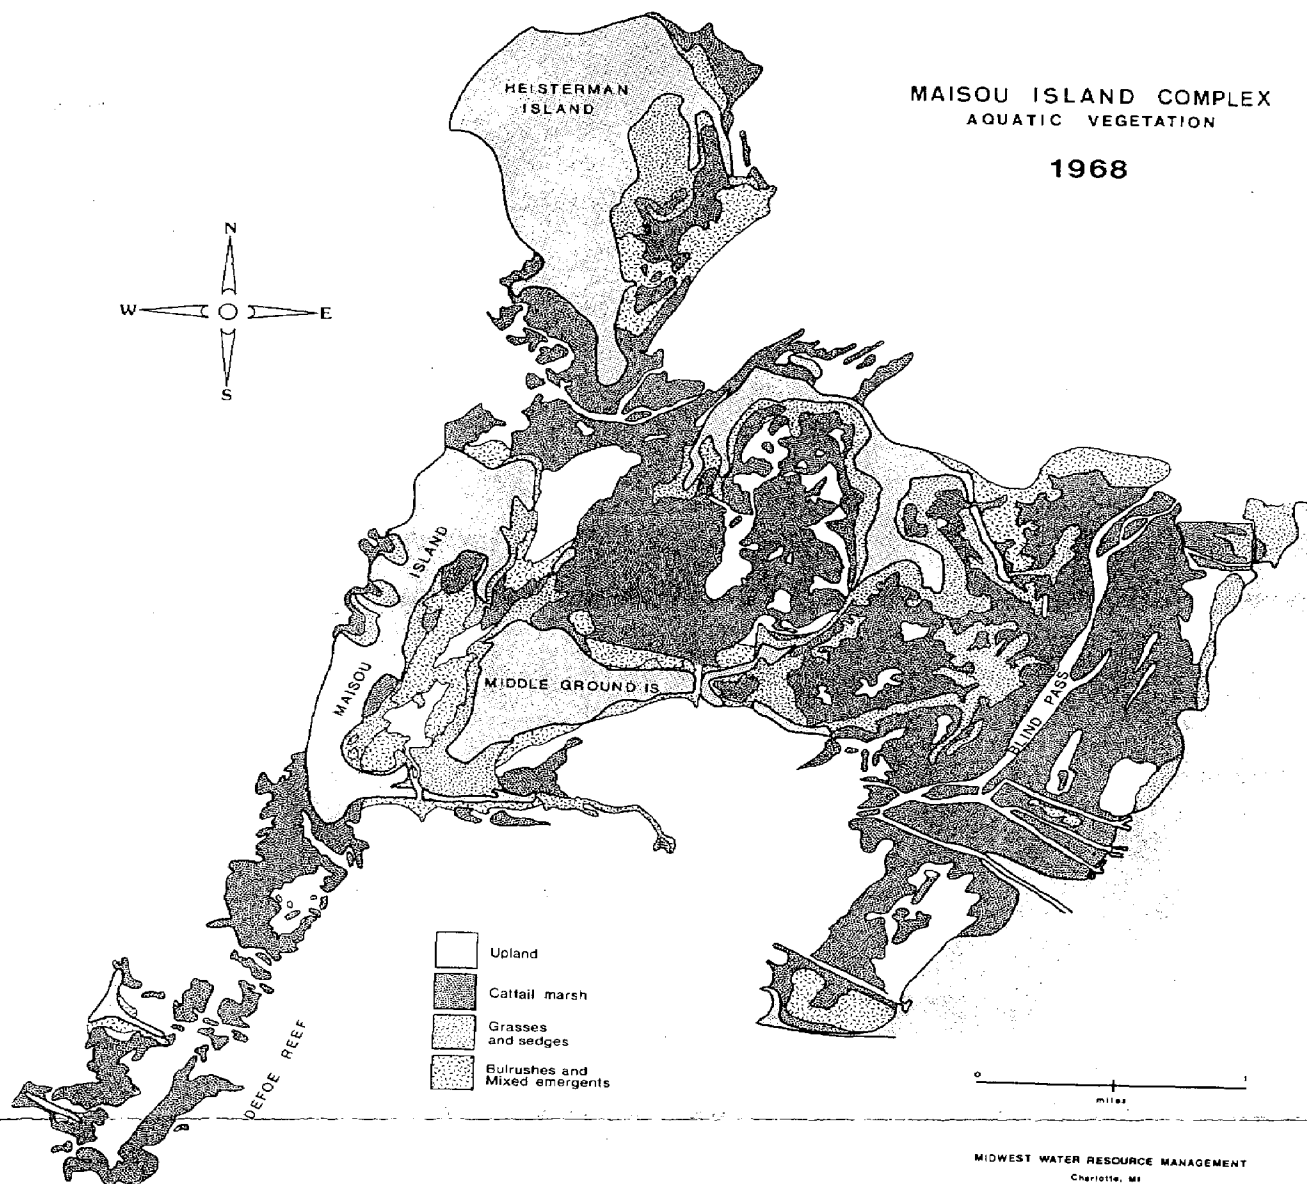 MAISOU ISLAND COMPLEX
AQUATIC VEGETATION
1968
HEISTERMAN
ISLAND
N
W
E
S
MAISOU
ISLAND
MIDDLE GROUND IS
BLIND PASS
DEFOE REEF
Upland
Cattail marsh
Grasses
and sedges
Bulrushes and
Mixed emergents
0
1
miles
MIDWEST WATER RESOURCE MANAGEMENT
Charlotte, MI